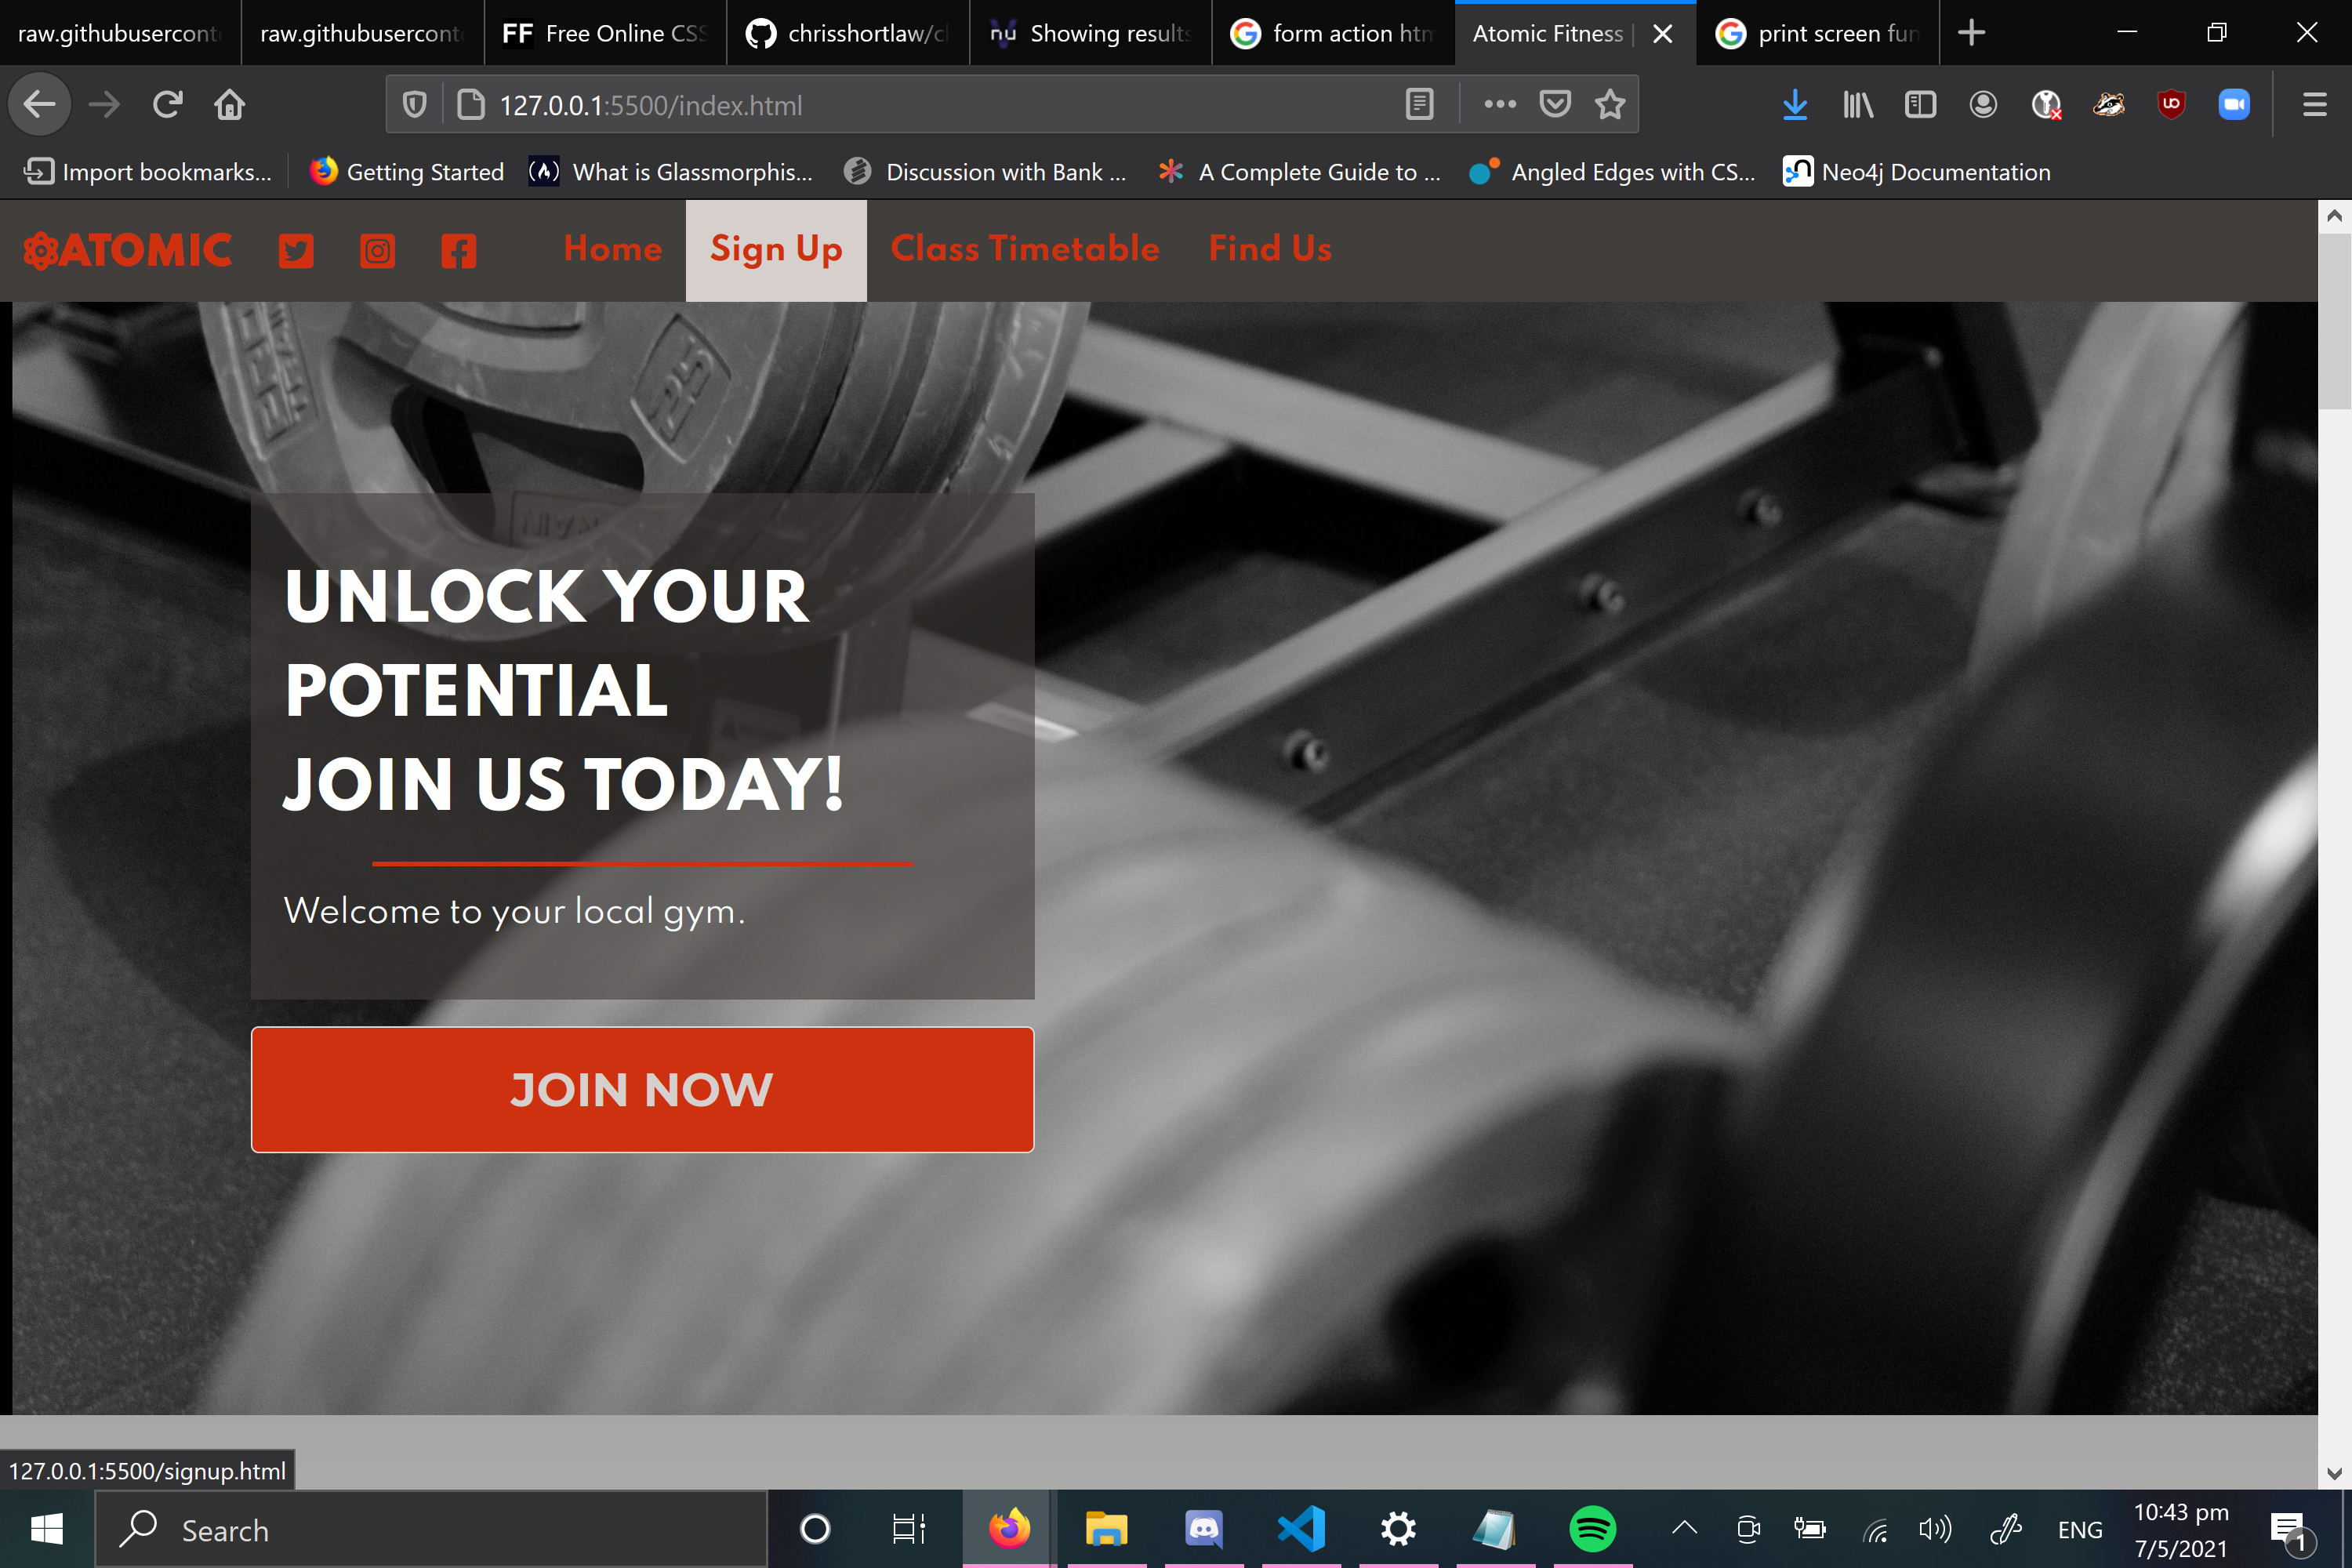 raw.githubuserconte
raw.githubuserconte
FF Free Online CSS
chrisshortlaw/cl
nu Showing results
form action htm
Atomic Fitness |
print screen fun
127.0.0.1:5500/index.html
Import bookmarks...
Getting Started
What is Glassmorphis...
Discussion with Bank ...
A Complete Guide to ...
Angled Edges with CS...
Neo4j Documentation
ATOMIC
Home
Sign Up
Class Timetable
Find Us
25
UNLOCK YOUR
POTENTIAL
JOIN US TODAY!
Welcome to your local gym.
JOIN NOW
127.0.0.1:5500/signup.html
Search
ENG
10:43 pm
7/5/2021
1